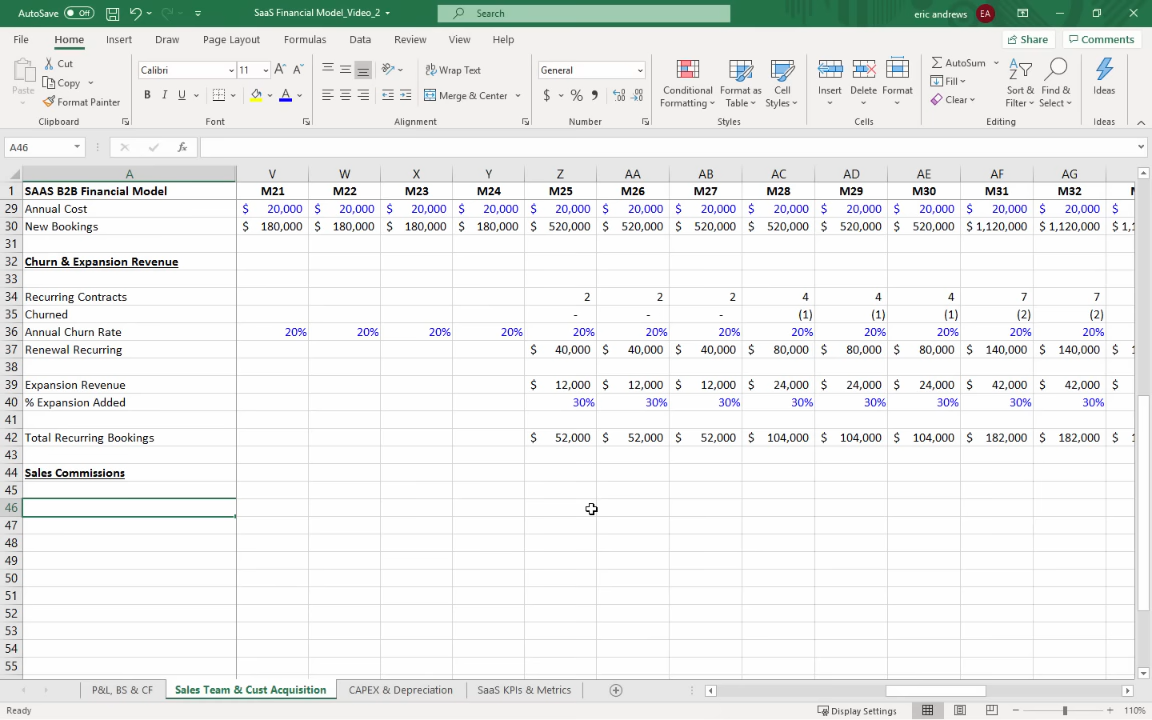 AutoSave Off SaaS Financial Model_Video_2 Search eric andrews EA
File Home Insert Draw Page Layout Formulas Data Review View Help Share Comments
Paste Cut Copy Format Painter Clipboard
Calibri 11 B I U A Font
Wrap Text Merge & Center Alignment
General $ % Number
Conditional Formatting Format as Table Cell Styles Styles
Insert Delete Format Cells
AutoSum Fill Clear Sort & Filter Find & Select Editing
Ideas Ideas
A46 fx
A V W X Y Z AA AB AC AD AE AF AG
1 SAAS B2B Financial Model M21 M22 M23 M24 M25 M26 M27 M28 M29 M30 M31 M32
29 Annual Cost $ 20,000 $ 20,000 $ 20,000 $ 20,000 $ 20,000 $ 20,000 $ 20,000 $ 20,000 $ 20,000 $ 20,000 $ 20,000 $ 20,000 $
30 New Bookings $ 180,000 $ 180,000 $ 180,000 $ 180,000 $ 520,000 $ 520,000 $ 520,000 $ 520,000 $ 520,000 $ 520,000 $ 1,120,000 $ 1,120,000 $ 1,1
31
32 Churn & Expansion Revenue
33
34 Recurring Contracts 2 2 2 4 4 4 7 7
35 Churned - - - (1) (1) (1) (2) (2)
36 Annual Churn Rate 20% 20% 20% 20% 20% 20% 20% 20% 20% 20% 20% 20%
37 Renewal Recurring $ 40,000 $ 40,000 $ 40,000 $ 80,000 $ 80,000 $ 80,000 $ 140,000 $ 140,000 $ 1
38
39 Expansion Revenue $ 12,000 $ 12,000 $ 12,000 $ 24,000 $ 24,000 $ 24,000 $ 42,000 $ 42,000 $
40 % Expansion Added 30% 30% 30% 30% 30% 30% 30% 30%
41
42 Total Recurring Bookings $ 52,000 $ 52,000 $ 52,000 $ 104,000 $ 104,000 $ 104,000 $ 182,000 $ 182,000 $ 1
43
44 Sales Commissions
45
46
47
48
49
50
51
52
53
54
55
P&L, BS & CF Sales Team & Cust Acquisition CAPEX & Depreciation SaaS KPIs & Metrics
Ready Display Settings 110%